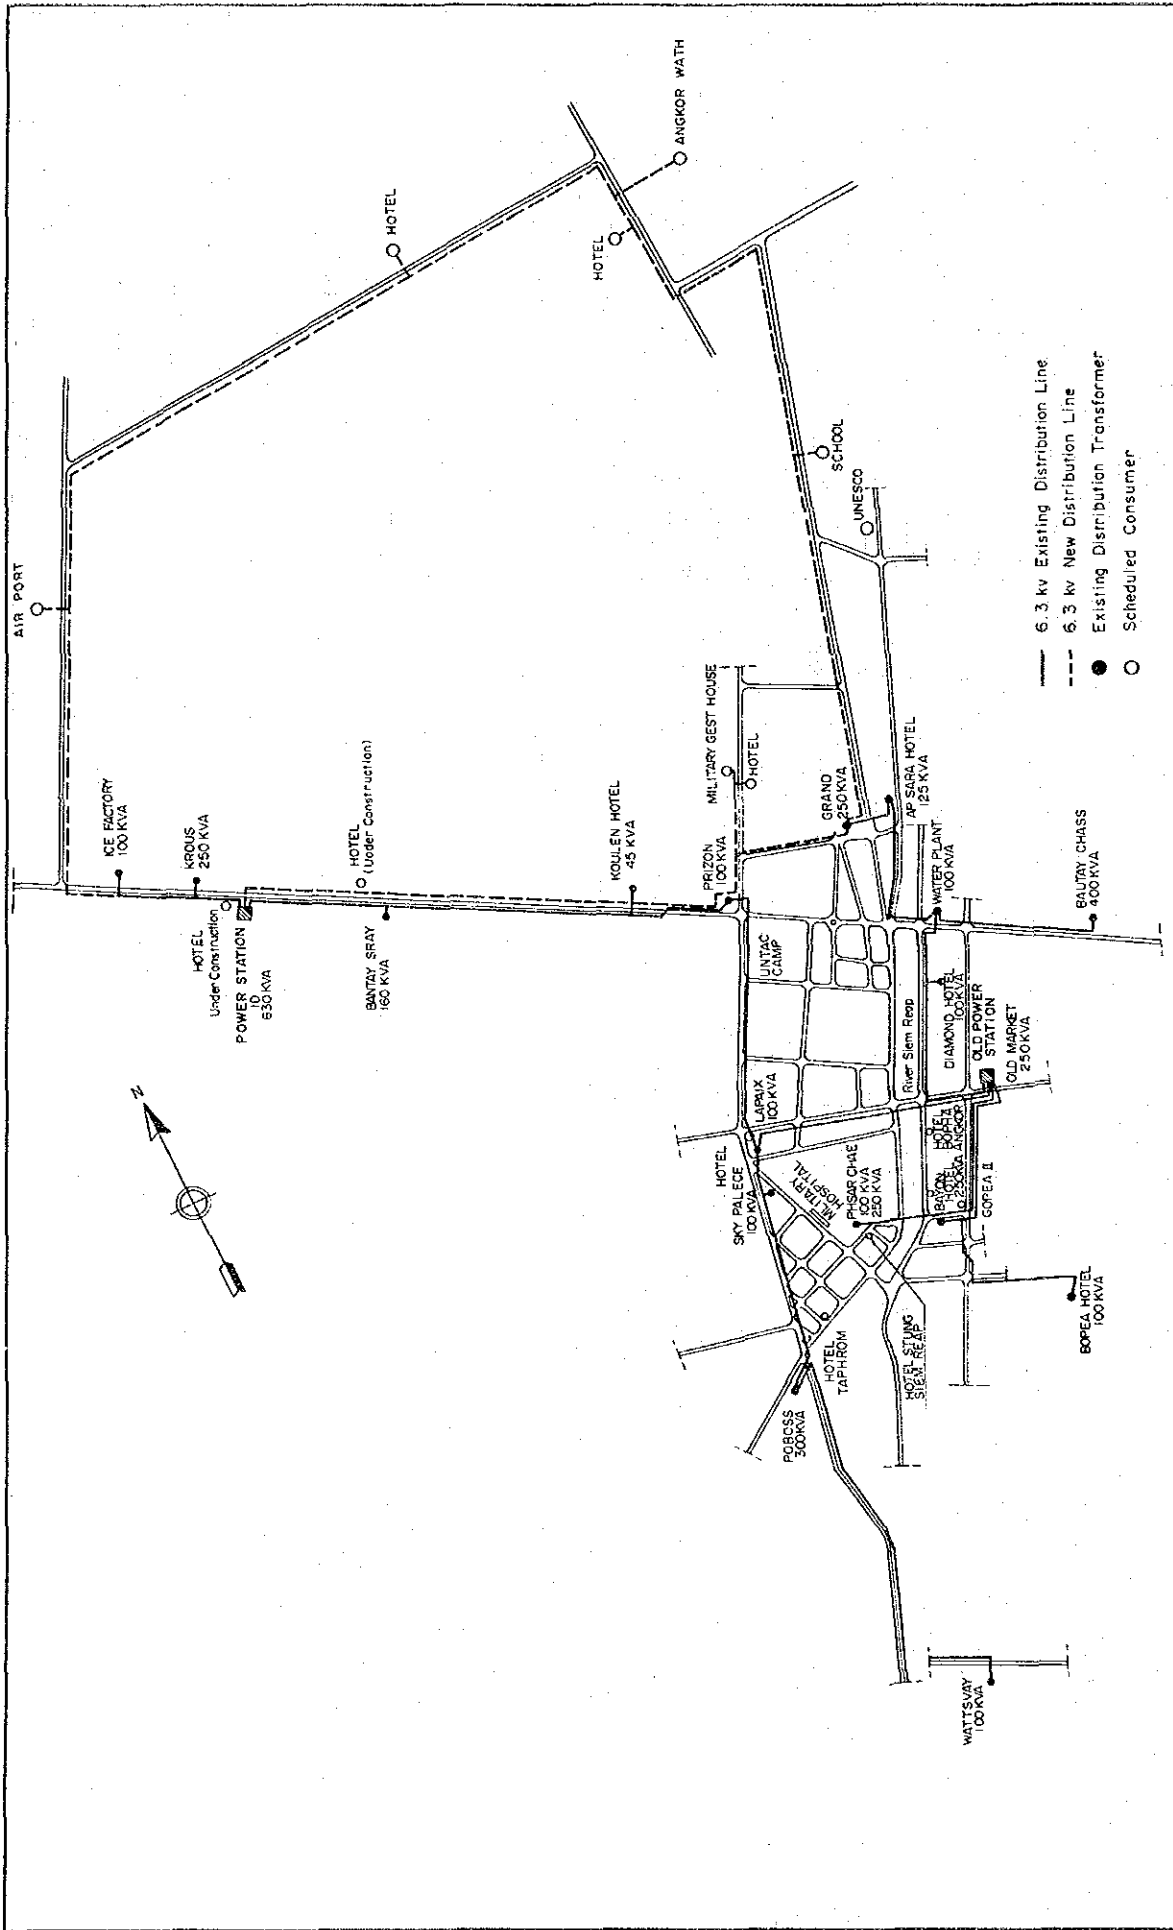 AIR PORT
ICE FACTORY
100 KVA
KROUS
250 KVA
HOTEL
Under Construction
POWER STATION
10
630 KVA
HOTEL
(Under Construction)
BANTAY SRAY
160 KVA
KOULEN HOTEL
45 KVA
HOTEL
HOTEL
ANGKOR WATH
SCHOOL
UNESCO
MILITARY GEST HOUSE
HOTEL
PRIZON
100 KVA
GRAND
250 KVA
AP SARA HOTEL
125 KVA
WATER PLANT
100 KVA
BAUTAY CHASS
400 KVA
UNTAC
CAMP
River Siem Reap
DIAMOND HOTEL
100 KVA
OLD POWER
STATION
OLD MARKET
250 KVA
LAPAIX
100 KVA
HOTEL
SKY PALECE
100 KVA
MLITARY
HOSPITAL
PHSAR CHAE
100 KVA
250 KVA
HOTEL
BOPHA
ANGKOR
BAYON
HOTEL
250KVA
GOPEA II
BOPEA HOTEL
100 KVA
HOTEL STUNG
SIEM REAP
HOTEL
TAPHROM
POBOSS
300KVA
WATTSVAY
100 KVA
N
6.3 kv Existing Distribution Line
6.3 kv New Distribution Line
Existing Distribution Transformer
Scheduled Consumer